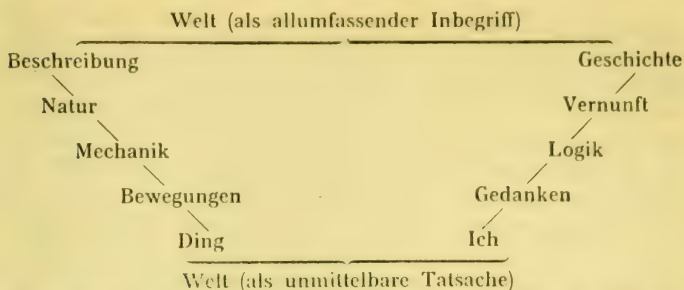 Welt (als allumfassender Inbegriff)
Beschreibung Geschichte
Natur Vernunft
Mechanik Logik
Bewegungen Gedanken
Ding Ich
Welt (als unmittelbare Tatsache)